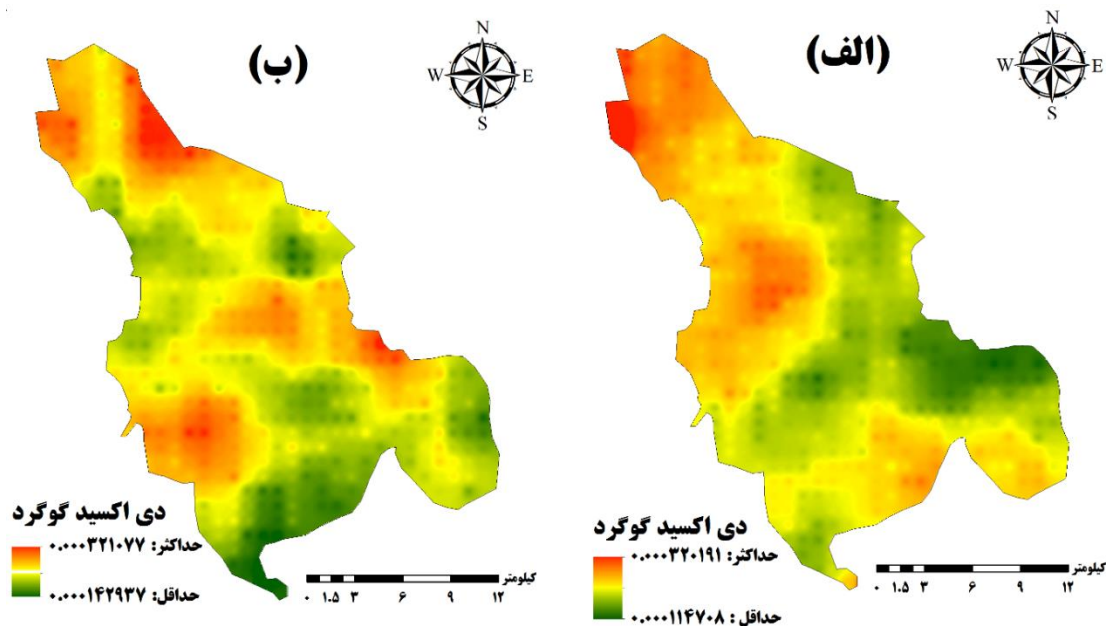 (الف)
N
W E
S
دی اکسید گوگرد
حداکثر: ۰.۰۰۰۳۲۰۱۹۱
حداقل : ۰.۰۰۰۱۱۴۷۰۸
کیلومتر
۰ ۱.۵ ۳ ۶ ۹ ۱۲
(ب)
N
W E
S
دی اکسید گوگرد
حداکثر: ۰.۰۰۰۳۲۱۰۷۷
حداقل: ۰.۰۰۰۱۴۲۹۳۷
کیلومتر
۰ ۱.۵ ۳ ۶ ۹ ۱۲